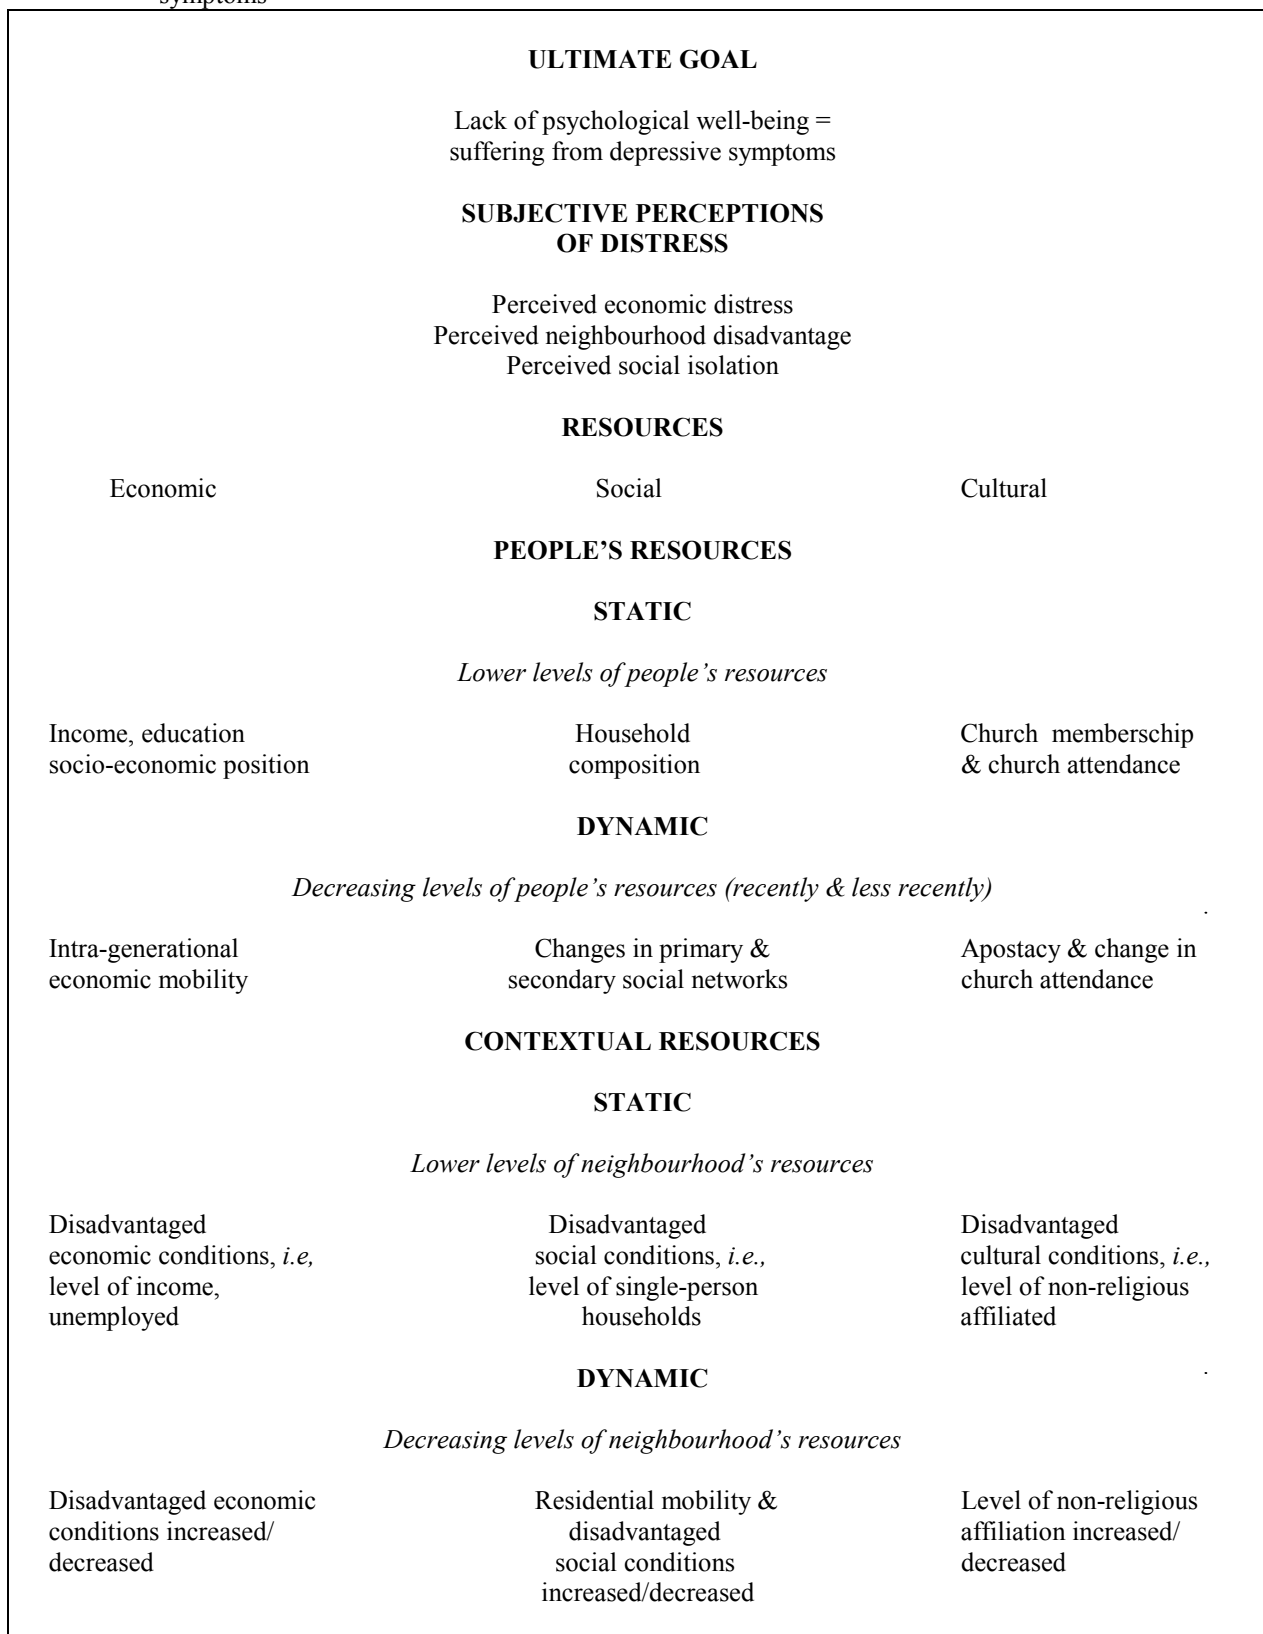 symptoms
ULTIMATE GOAL
Lack of psychological well-being =
suffering from depressive symptoms
SUBJECTIVE PERCEPTIONS
OF DISTRESS
Perceived economic distress
Perceived neighbourhood disadvantage
Perceived social isolation
RESOURCES
Economic Social Cultural
PEOPLE’S RESOURCES
STATIC
Lower levels of people’s resources
Income, education Household Church memberschip
socio-economic position composition & church attendance
DYNAMIC
Decreasing levels of people’s resources (recently & less recently)
.
Intra-generational Changes in primary & Apostacy & change in
economic mobility secondary social networks church attendance
CONTEXTUAL RESOURCES
STATIC
Lower levels of neighbourhood’s resources
Disadvantaged Disadvantaged Disadvantaged
economic conditions, i.e, social conditions, i.e., cultural conditions, i.e.,
level of income, level of single-person level of non-religious
unemployed households affiliated
DYNAMIC .
Decreasing levels of neighbourhood’s resources
Disadvantaged economic Residential mobility & Level of non-religious
conditions increased/ disadvantaged affiliation increased/
decreased social conditions decreased
increased/decreased